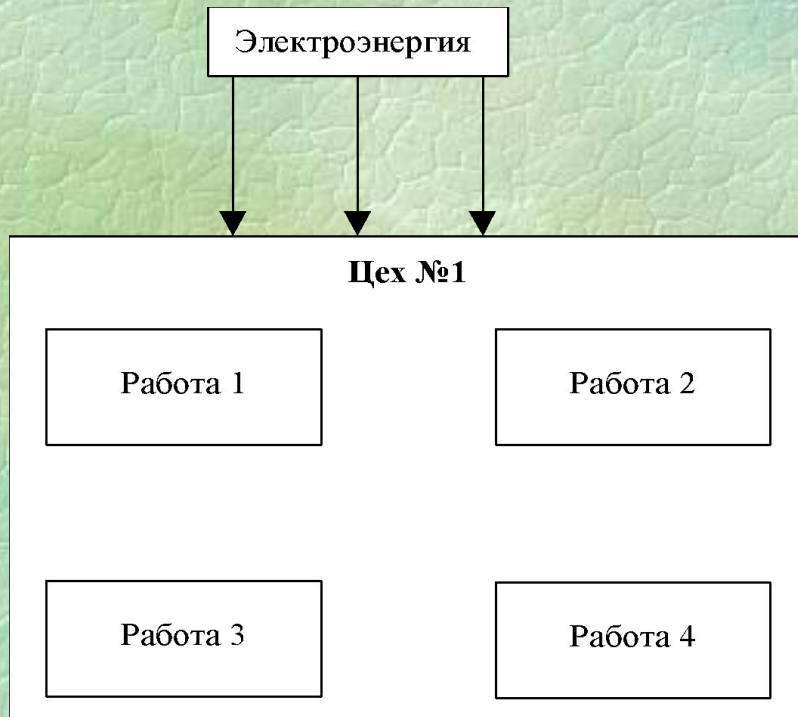 Электроэнергия
Цех №1
Работа 1
Работа 2
Работа 3
Работа 4